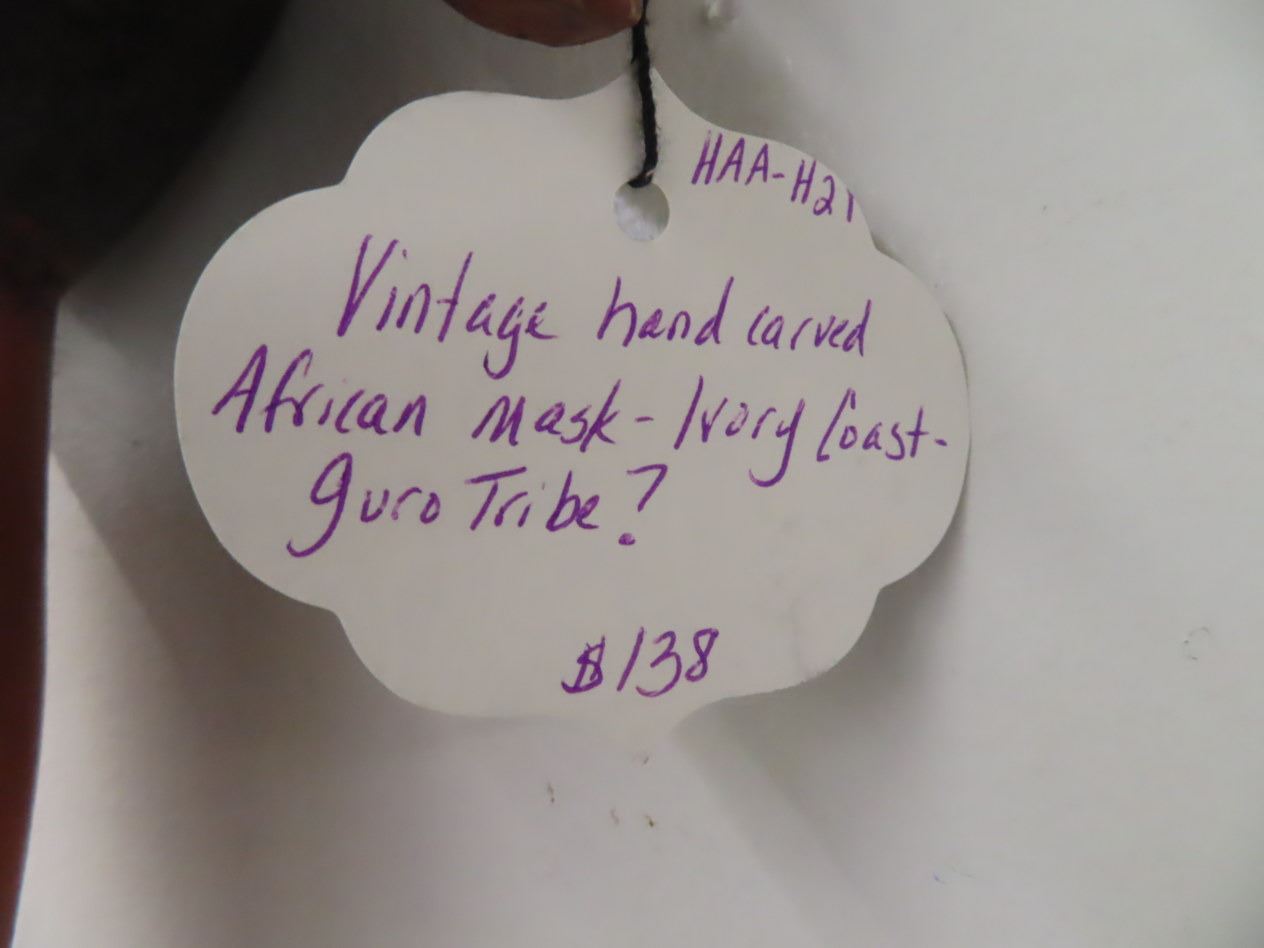 HAA-H21
Vintage hand carved
African mask - Ivory Coast -
guro Tribe?
$138